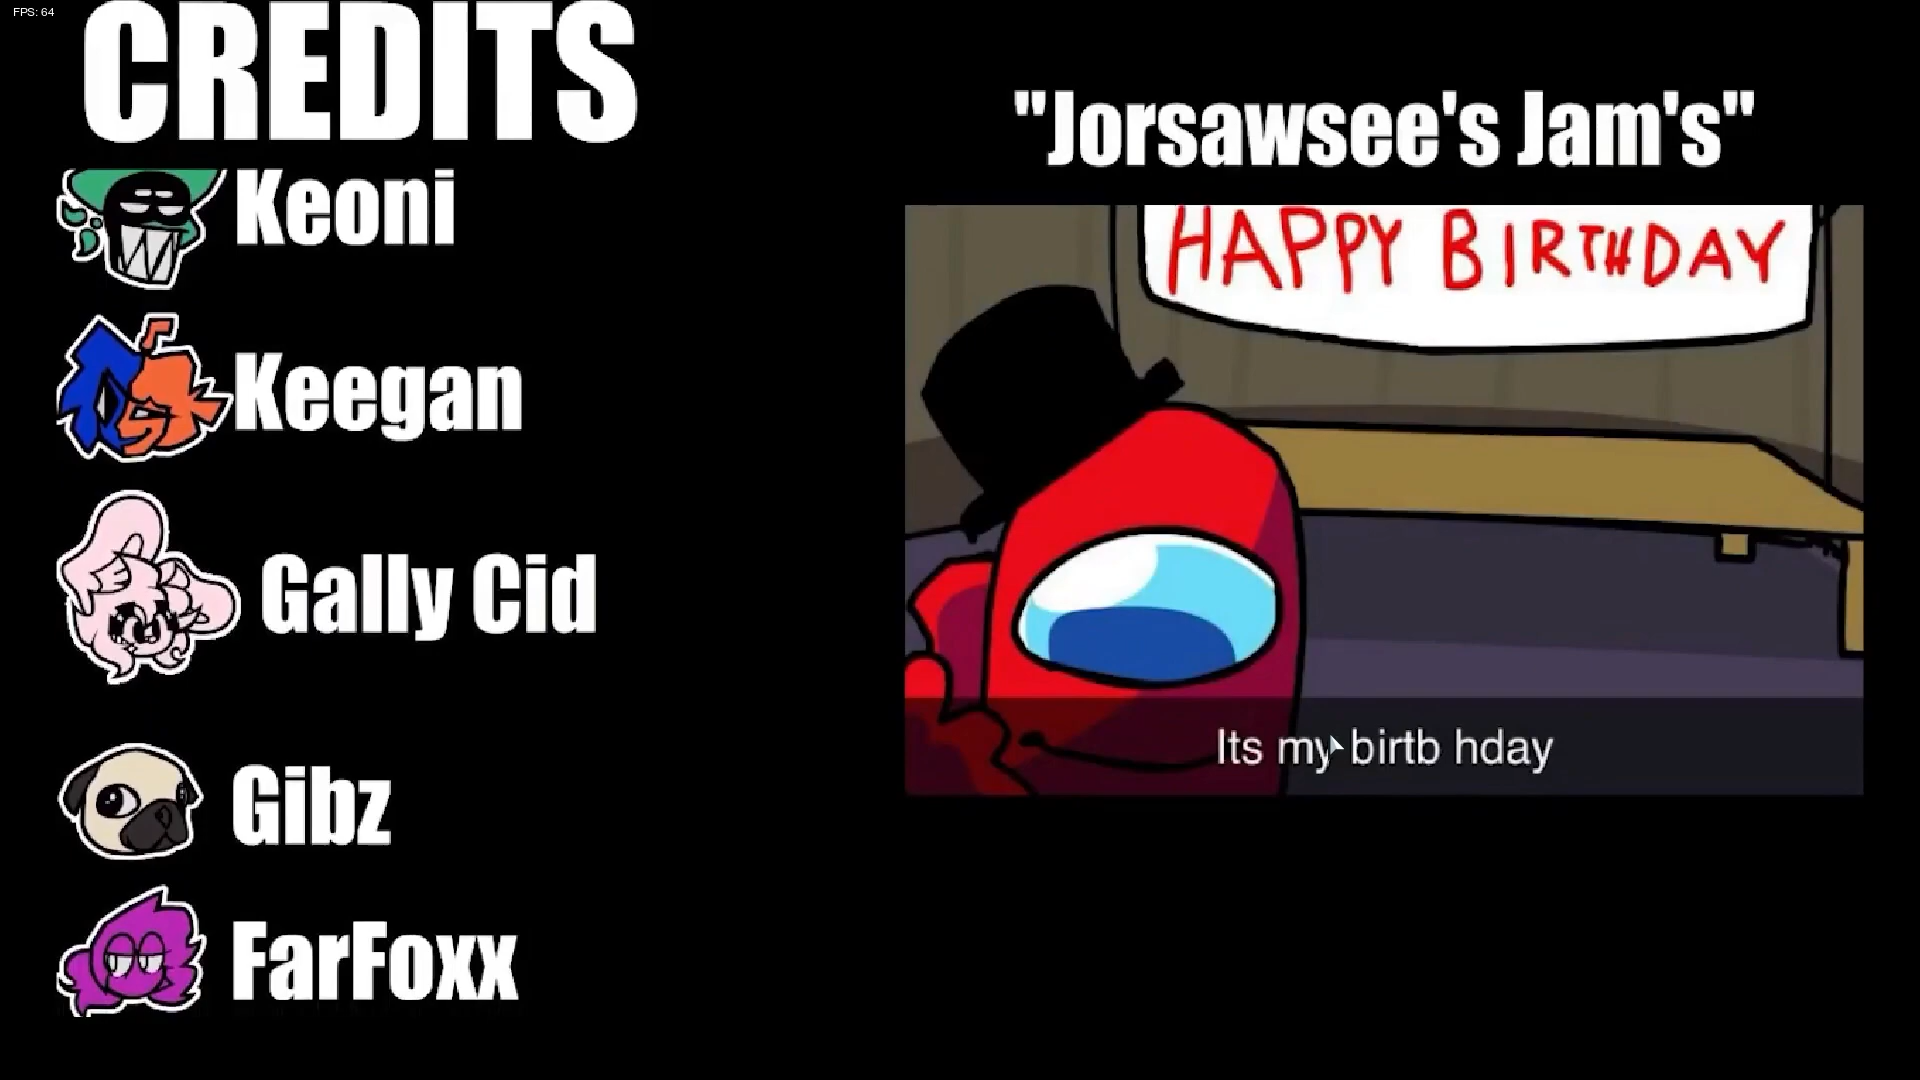 FPS: 64
CREDITS
Keoni
Keegan
Gally Cid
Gibz
FarFoxx
"Jorsawsee's Jam's"
HAPPY BIRTHDAY
Its my birtb hday